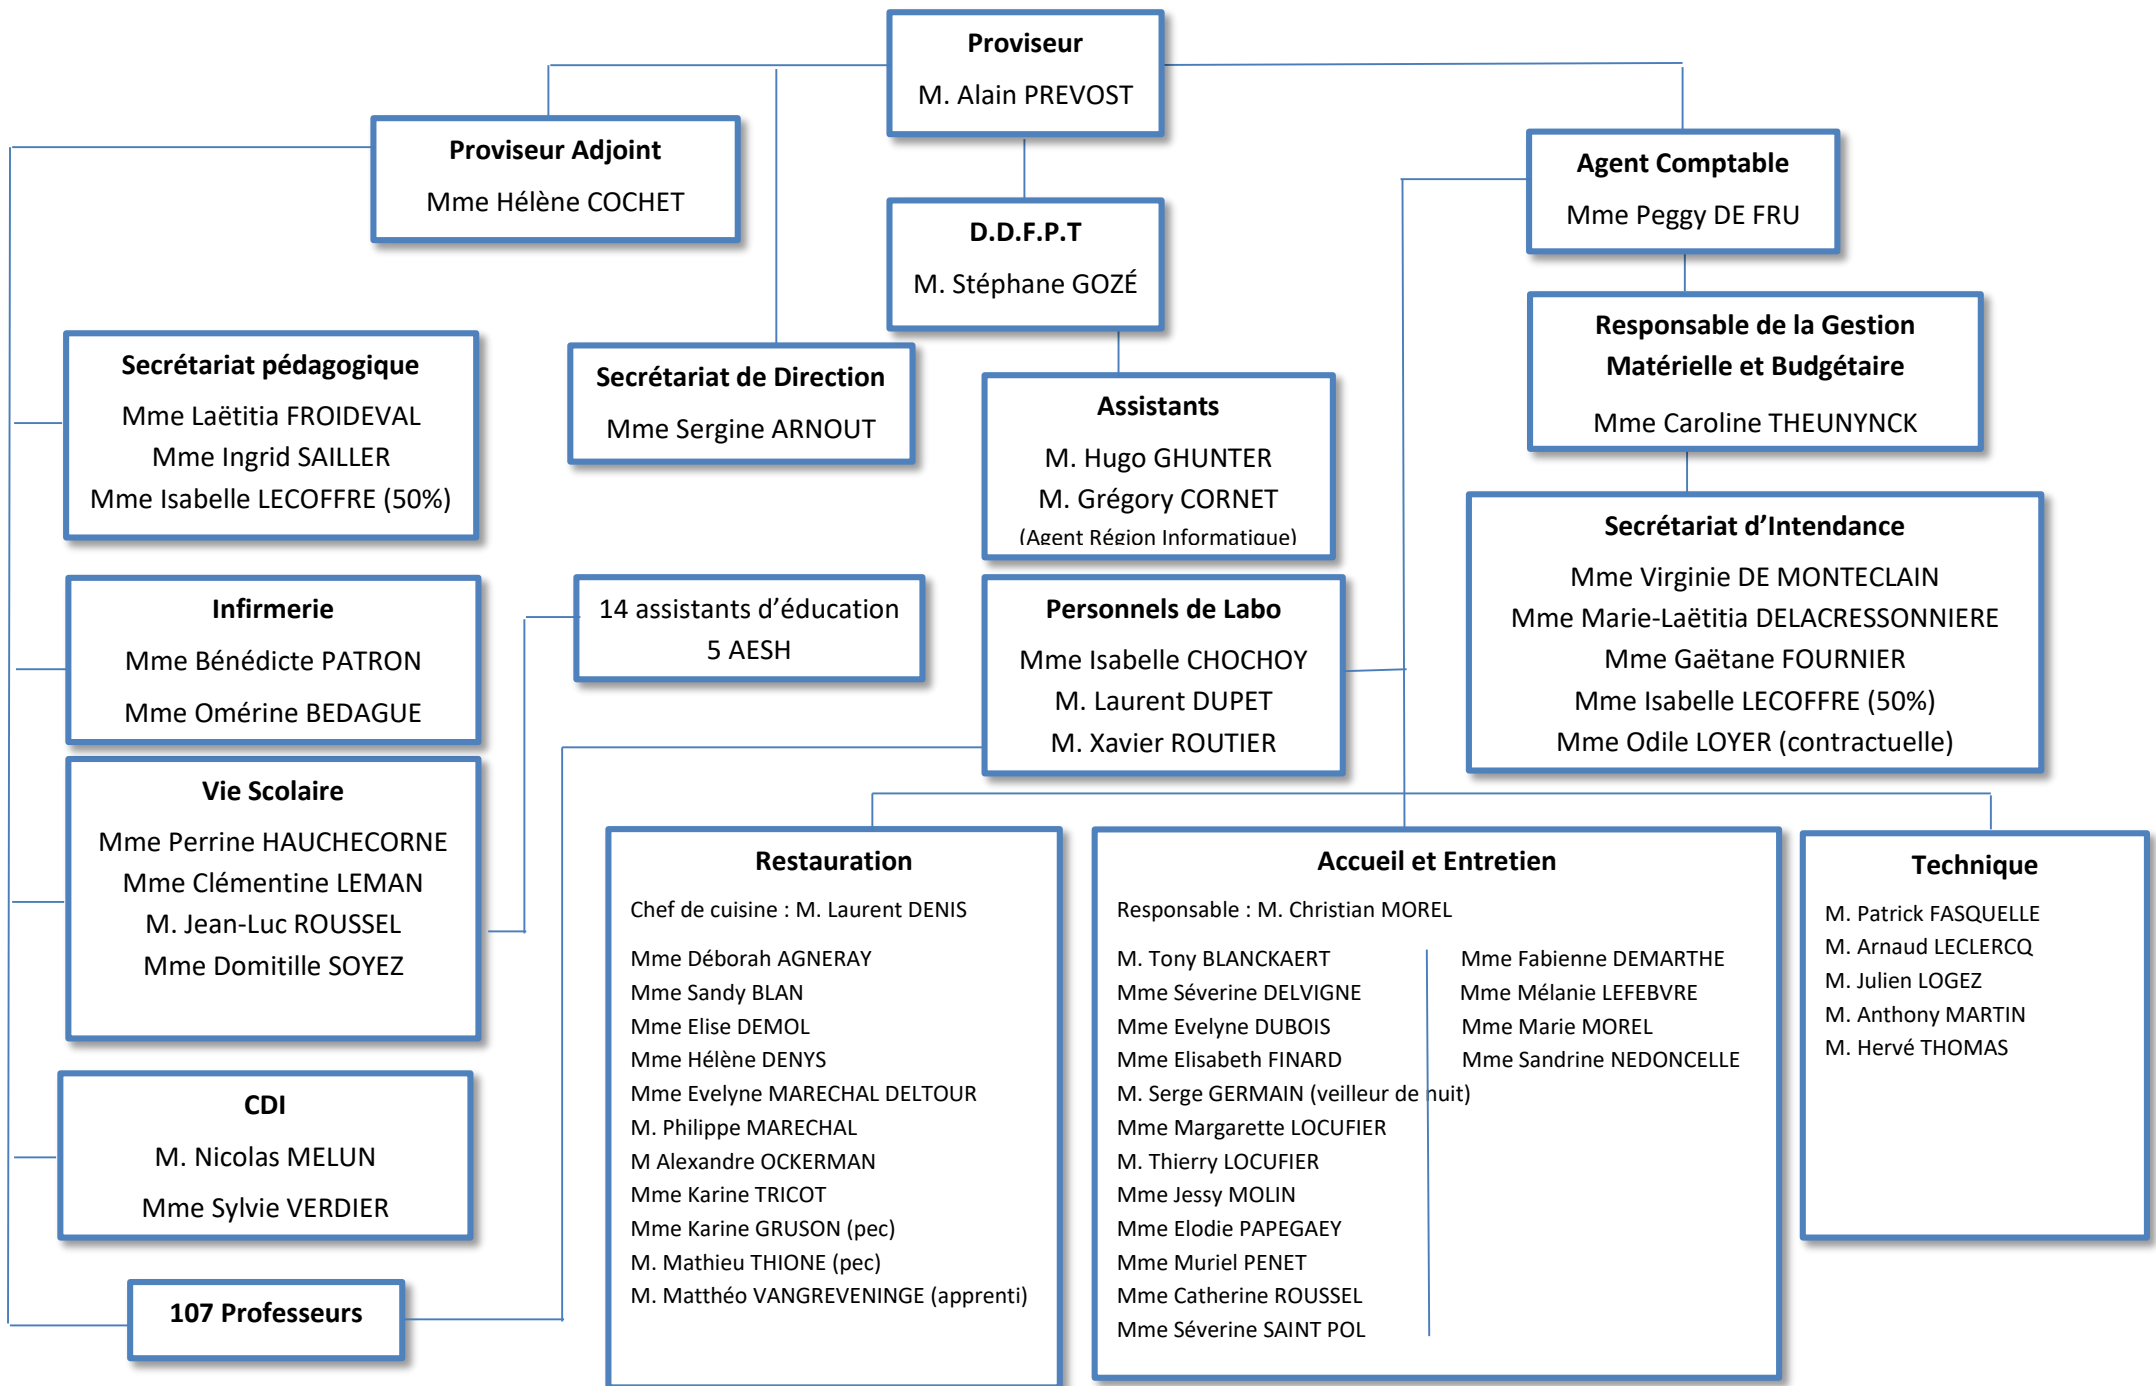 Proviseur
M. Alain PREVOST
Proviseur Adjoint
Mme Hélène COCHET
Agent Comptable
Mme Peggy DE FRU
D.D.F.P.T
M. Stéphane GOZÉ
Responsable de la Gestion
Matérielle et Budgétaire
Mme Caroline THEUNYNCK
Secrétariat pédagogique
Mme Laëtitia FROIDEVAL
Mme Ingrid SAILLER
Mme Isabelle LECOFFRE (50%)
Secrétariat de Direction
Mme Sergine ARNOUT
Assistants
M. Hugo GHUNTER
M. Grégory CORNET
(Agent Région Informatique)
Secrétariat d’Intendance
Mme Virginie DE MONTECLAIN
Mme Marie-Laëtitia DELACRESSONNIERE
Mme Gaëtane FOURNIER
Mme Isabelle LECOFFRE (50%)
Mme Odile LOYER (contractuelle)
Infirmerie
Mme Bénédicte PATRON
Mme Omérine BEDAGUE
14 assistants d’éducation
5 AESH
Personnels de Labo
Mme Isabelle CHOCHOY
M. Laurent DUPET
M. Xavier ROUTIER
Vie Scolaire
Mme Perrine HAUCHECORNE
Mme Clémentine LEMAN
M. Jean-Luc ROUSSEL
Mme Domitille SOYEZ
CDI
M. Nicolas MELUN
Mme Sylvie VERDIER
107 Professeurs
Restauration
Chef de cuisine : M. Laurent DENIS
Mme Déborah AGNERAY
Mme Sandy BLAN
Mme Elise DEMOL
Mme Hélène DENYS
Mme Evelyne MARECHAL DELTOUR
M. Philippe MARECHAL
M Alexandre OCKERMAN
Mme Karine TRICOT
Mme Karine GRUSON (pec)
M. Mathieu THIONE (pec)
M. Matthéo VANGREVENINGE (apprenti)
Accueil et Entretien
Responsable : M. Christian MOREL
M. Tony BLANCKAERT
Mme Séverine DELVIGNE
Mme Evelyne DUBOIS
Mme Elisabeth FINARD
M. Serge GERMAIN (veilleur de nuit)
Mme Margarette LOCUFIER
M. Thierry LOCUFIER
Mme Jessy MOLIN
Mme Elodie PAPEGAEY
Mme Muriel PENET
Mme Catherine ROUSSEL
Mme Séverine SAINT POL
Mme Fabienne DEMARTHE
Mme Mélanie LEFEBVRE
Mme Marie MOREL
Mme Sandrine NEDONCELLE
Technique
M. Patrick FASQUELLE
M. Arnaud LECLERCQ
M. Julien LOGEZ
M. Anthony MARTIN
M. Hervé THOMAS